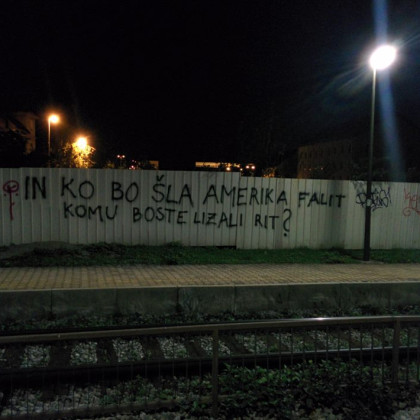 IN KO BO ŠLA AMERIKA FALIT
KOMU BOSTE LIZALI RIT?